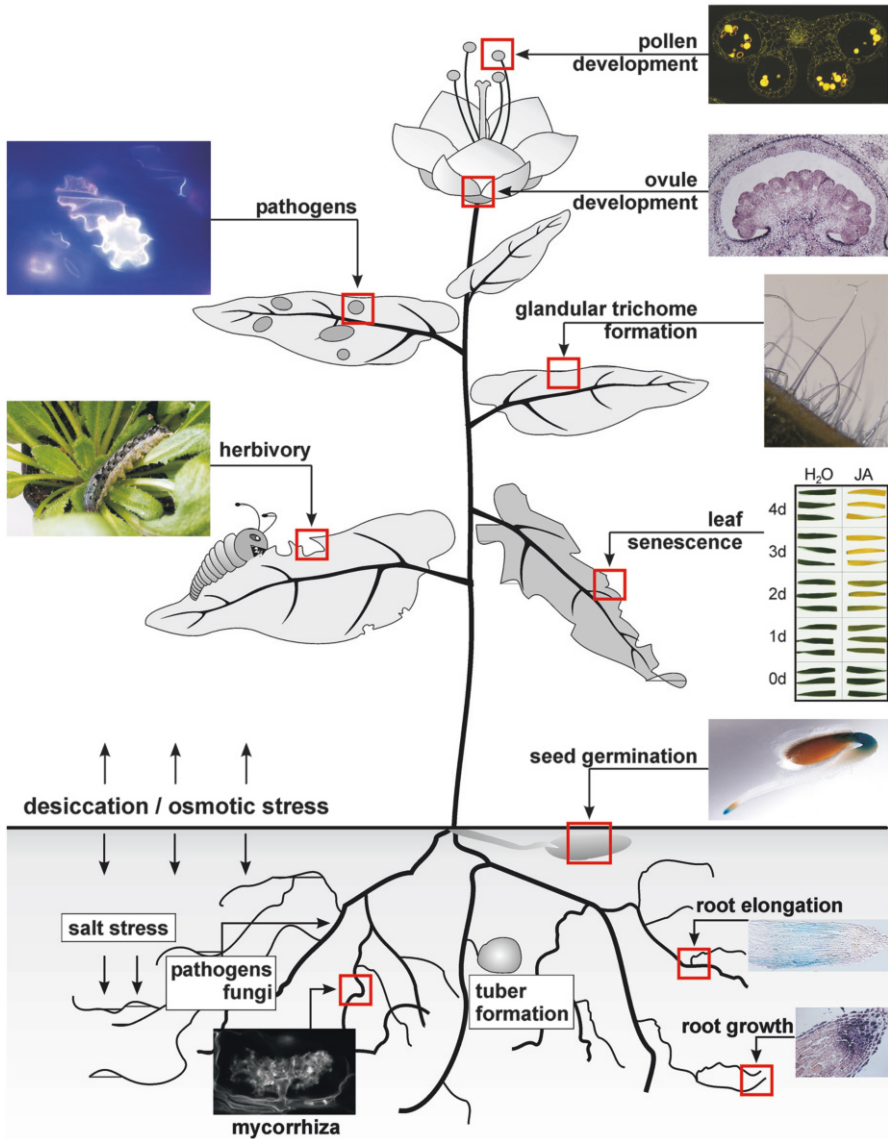 pollen
development
ovule
development
pathogens
glandular trichome
formation
herbivory
H₂O JA
4d
leaf
senescence
3d
2d
1d
0d
seed germination
desiccation / osmotic stress
root elongation
salt stress
pathogens
fungi
tuber
formation
root growth
mycorrhiza